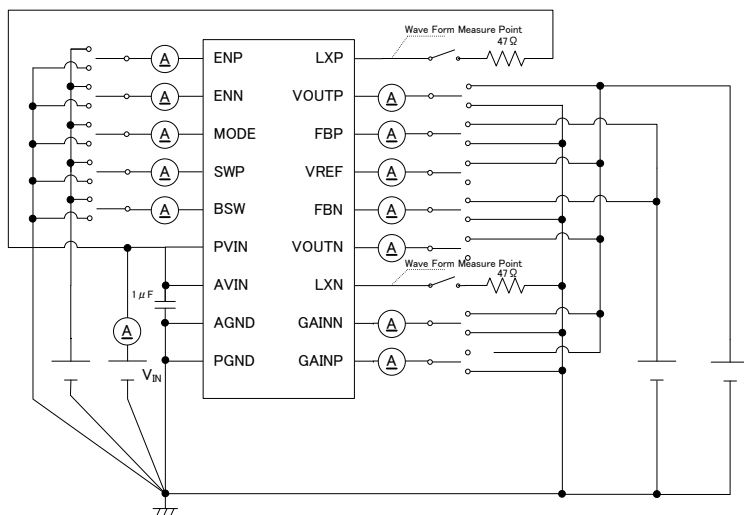 Wave Form Measure Point
47Ω
A ENP LXP
A ENN VOUTP A
A MODE FBP A
A SWP VREF A
A BSW FBN A
PVIN VOUTN A
Wave Form Measure Point
47Ω
1μF AVIN LXN
A AGND GAINN A
PGND GAINP A
VIN